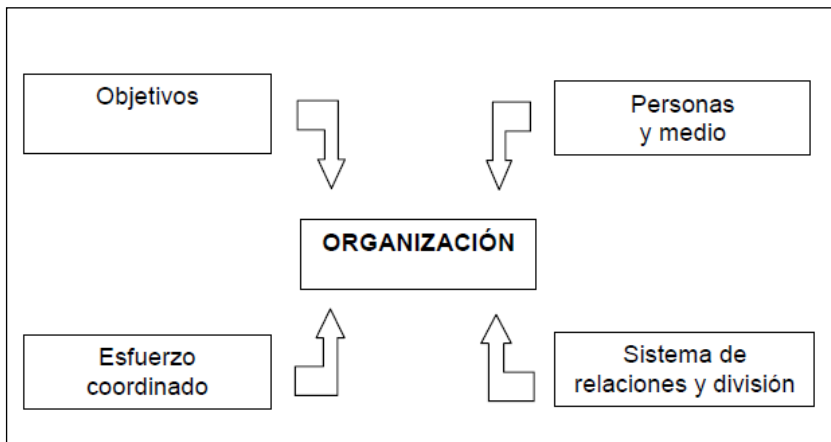 Objetivos
Personas
y medio
ORGANIZACIÓN
Esfuerzo
coordinado
Sistema de
relaciones y división